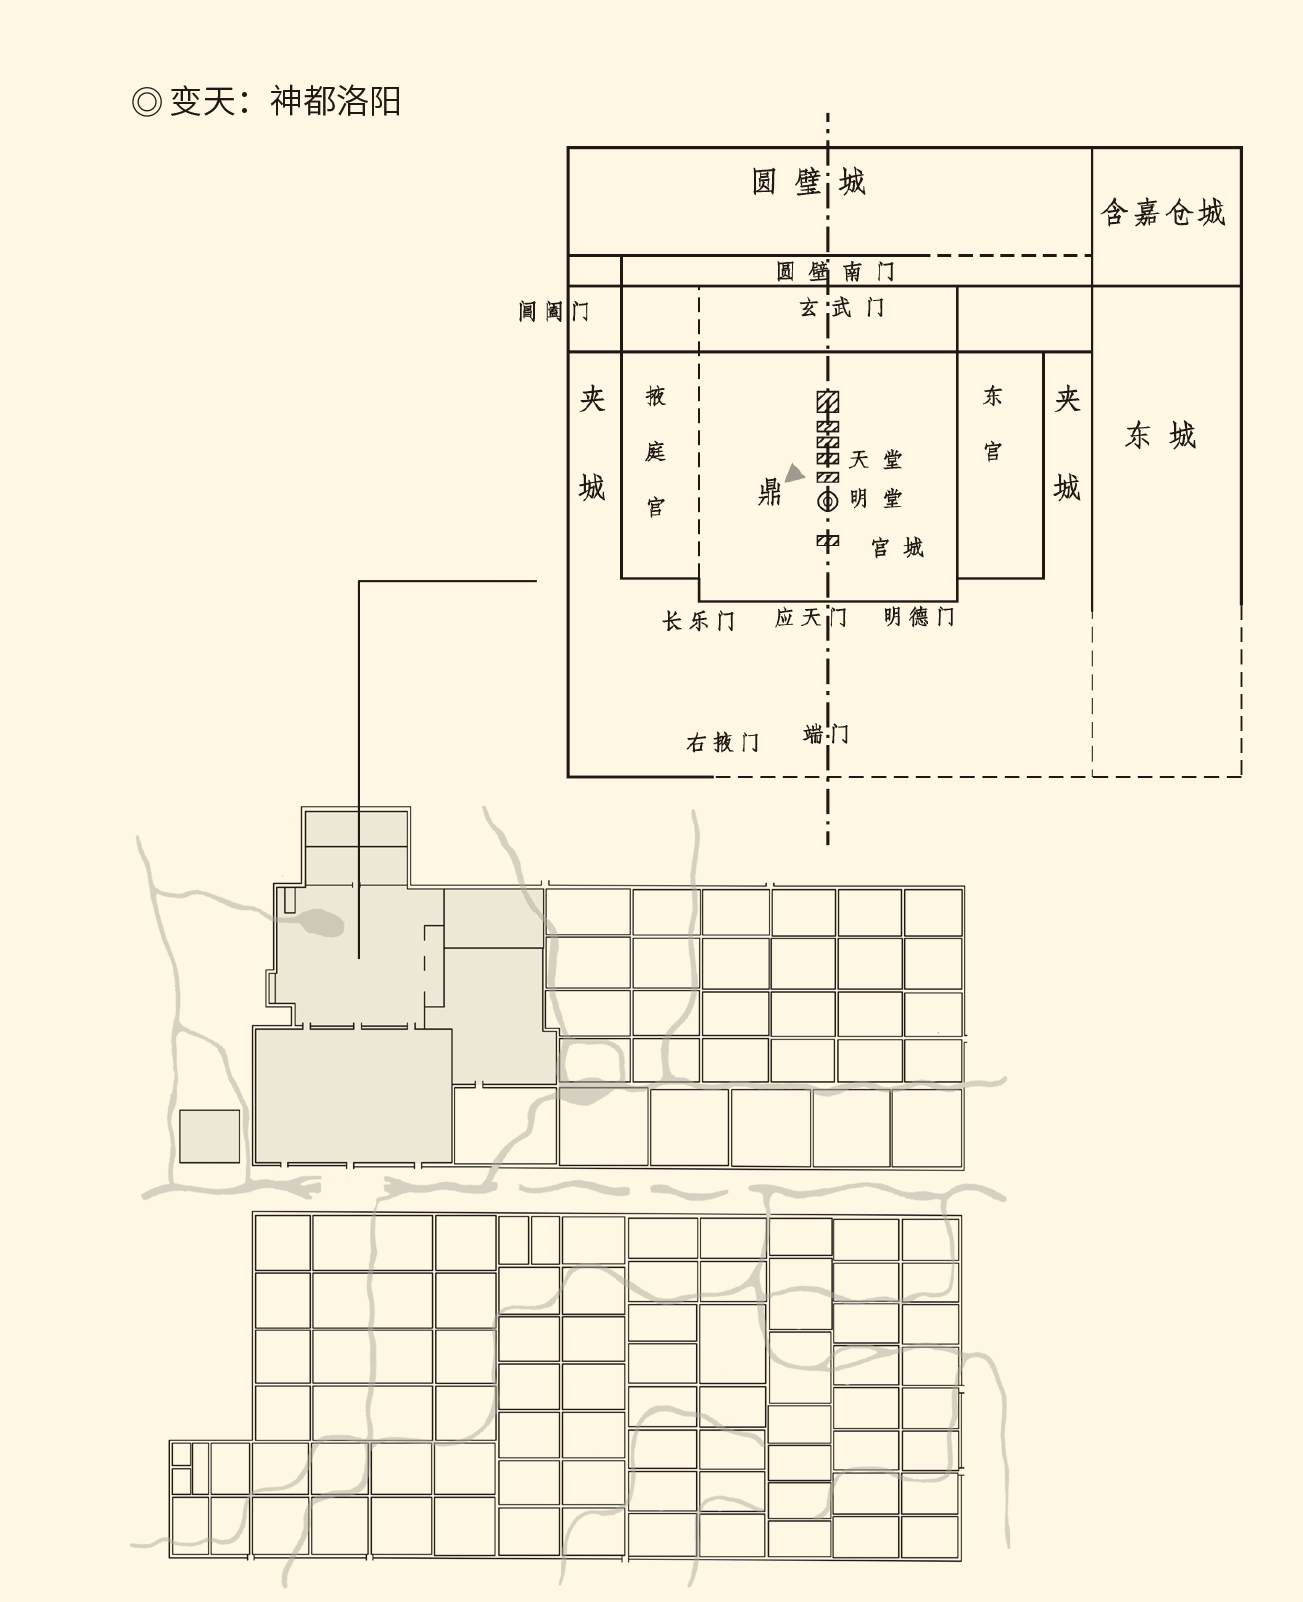 ◎ 变天：神都洛阳
圆璧城
含嘉仓城
圆壁南门
阊阖门
玄武门
夹城
掖庭宫
东宫
夹城
东城
天堂
鼎
明堂
宫城
长乐门
应天门
明德门
右掖门
端门